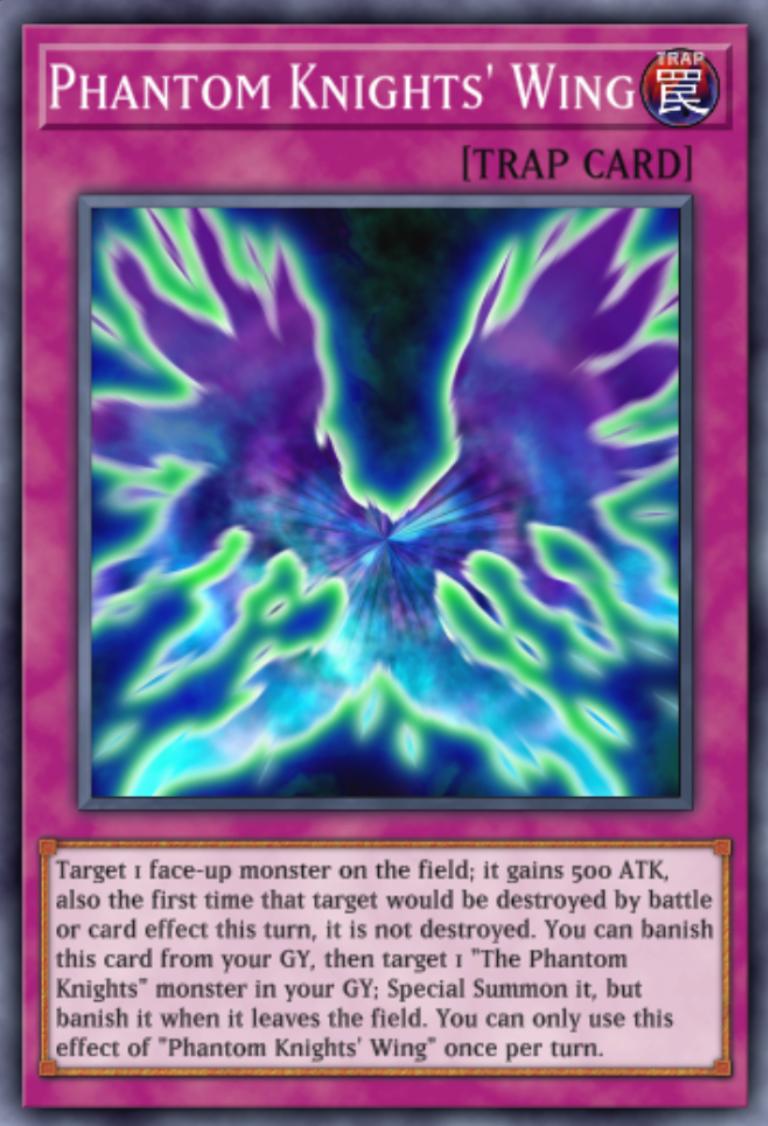 PHANTOM KNIGHTS' WING
TRAP
罠
[TRAP CARD]
Target 1 face-up monster on the field; it gains 500 ATK,
also the first time that target would be destroyed by battle
or card effect this turn, it is not destroyed. You can banish
this card from your GY, then target 1 "The Phantom
Knights" monster in your GY; Special Summon it, but
banish it when it leaves the field. You can only use this
effect of "Phantom Knights' Wing" once per turn.